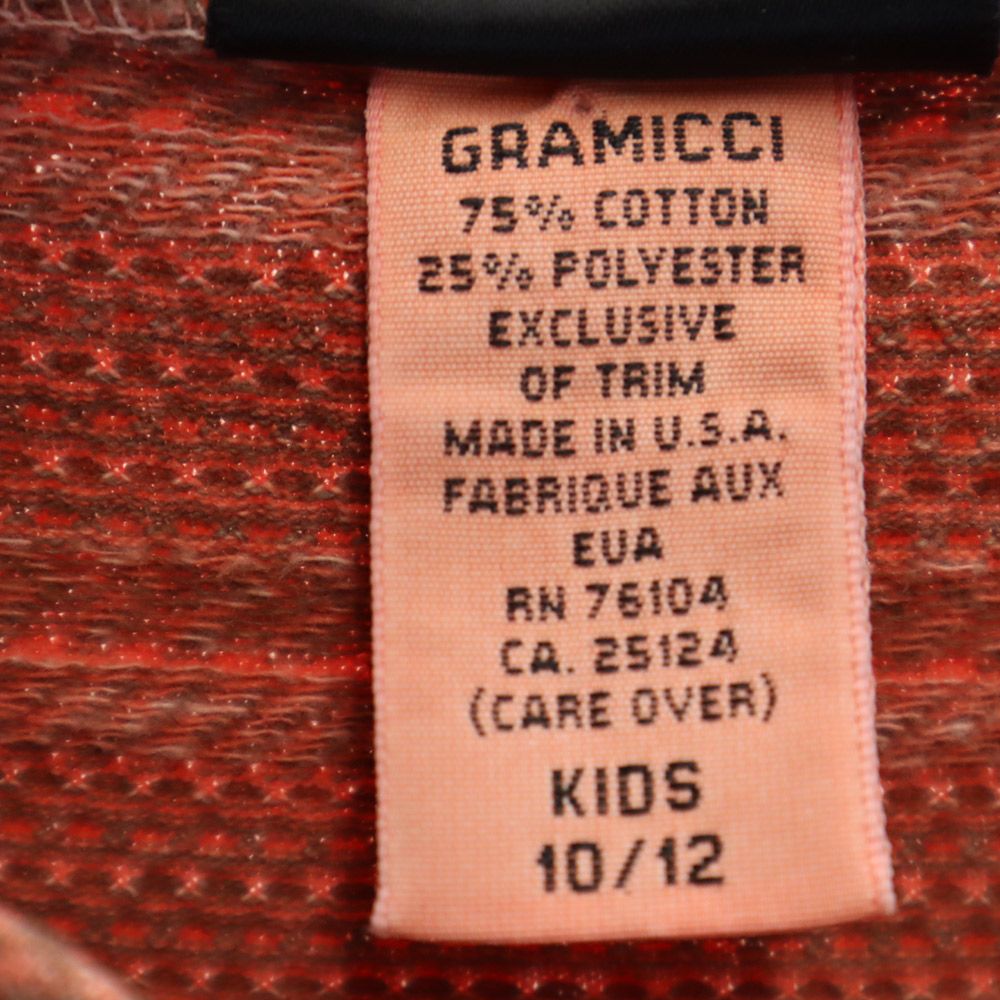 GRAMICCI
75% COTTON
25% POLYESTER
EXCLUSIVE
OF TRIM
MADE IN U.S.A.
FABRIQUE AUX
EUA
RN 76104
CA. 25124
(CARE OVER)
KIDS
10/12